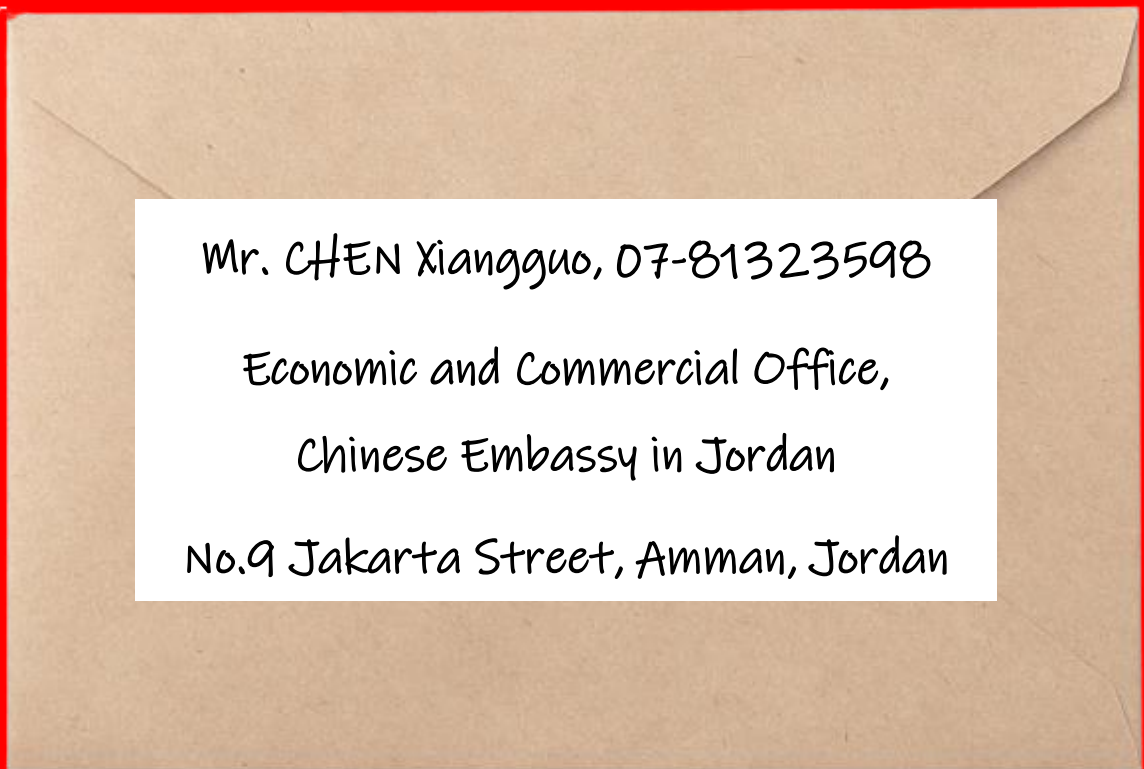 Mr. CHEN Xiangguo, 07-81323598
Economic and Commercial Office,
Chinese Embassy in Jordan
No.9 Jakarta Street, Amman, Jordan